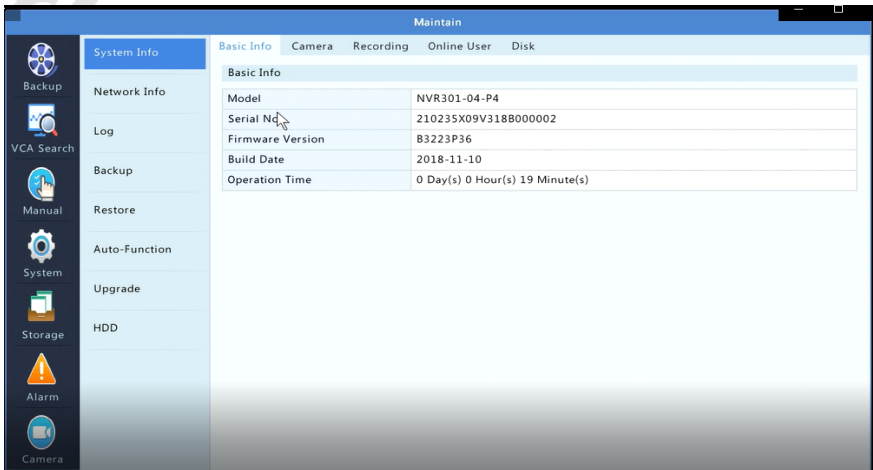 Maintain
Backup
VCA Search
Manual
System
Storage
Alarm
Camera
System Info
Network Info
Log
Backup
Restore
Auto-Function
Upgrade
HDD
Basic Info Camera Recording Online User Disk
Basic Info
Model NVR301-04-P4
Serial No 210235X09V318B000002
Firmware Version B3223P36
Build Date 2018-11-10
Operation Time 0 Day(s) 0 Hour(s) 19 Minute(s)